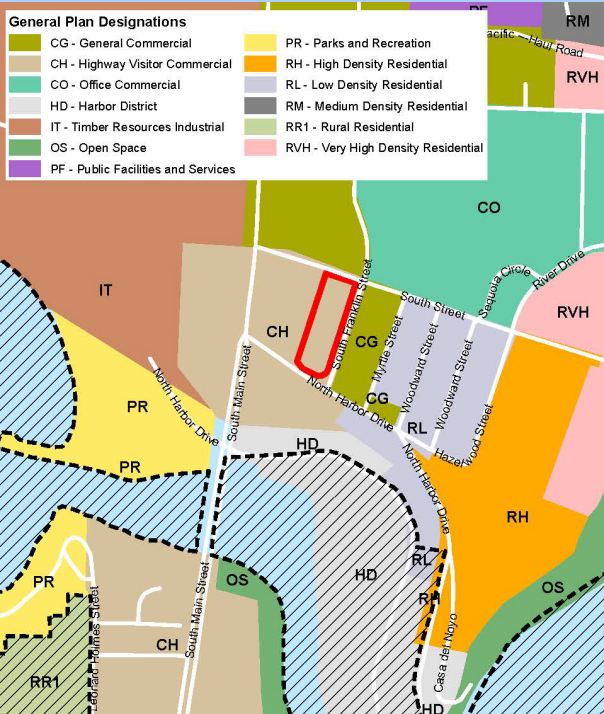 General Plan Designations
CG - General Commercial
CH - Highway Visitor Commercial
CO - Office Commercial
HD - Harbor District
IT - Timber Resources Industrial
OS - Open Space
PF - Public Facilities and Services
PR - Parks and Recreation
RH - High Density Residential
RL - Low Density Residential
RM - Medium Density Residential
RR1 - Rural Residential
RVH - Very High Density Residential
PF
RM
Haul Road
RVH
CO
Sequoia Circle
River Drive
IT
South Franklin Street
South Street
RVH
CH
CG
Myrtle Street
Woodward Street
Woodward Street
South Main Street
North Harbor Drive
North Harbor Drive
CG
PR
RL
Hazelwood Street
HD
PR
North Harbor Drive
RH
RL
HD
OS
PR
OS
RH
South Main Street
Leonard Holmes Street
CH
Casa del Noyo
RR1
HD